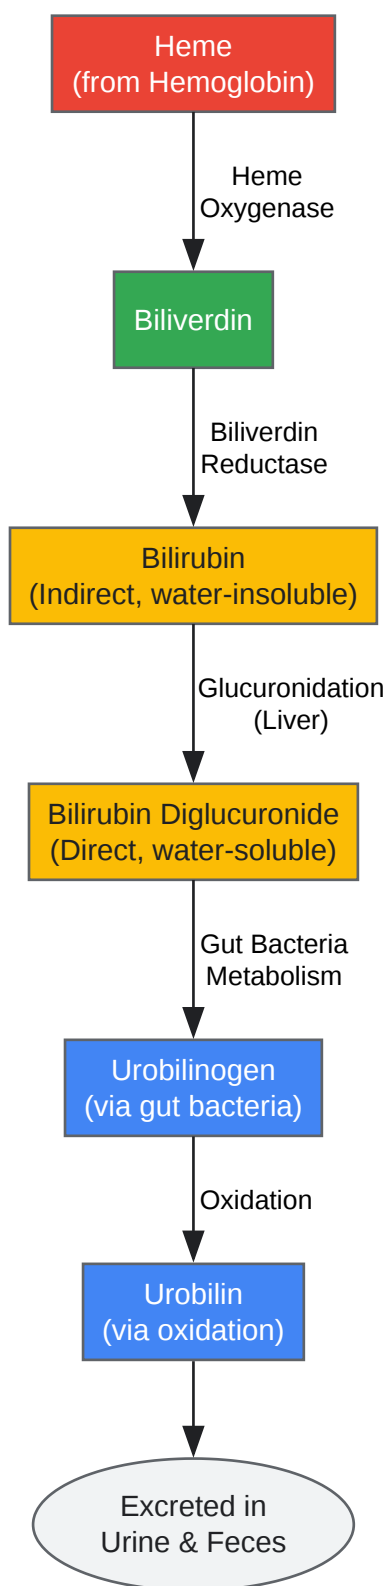 Heme
(from Hemoglobin)
Heme
Oxygenase
Biliverdin
Biliverdin
Reductase
Bilirubin
(Indirect, water-insoluble)
Glucuronidation
(Liver)
Bilirubin Diglucuronide
(Direct, water-soluble)
Gut Bacteria
Metabolism
Urobilinogen
(via gut bacteria)
Oxidation
Urobilin
(via oxidation)
Excreted in
Urine & Feces